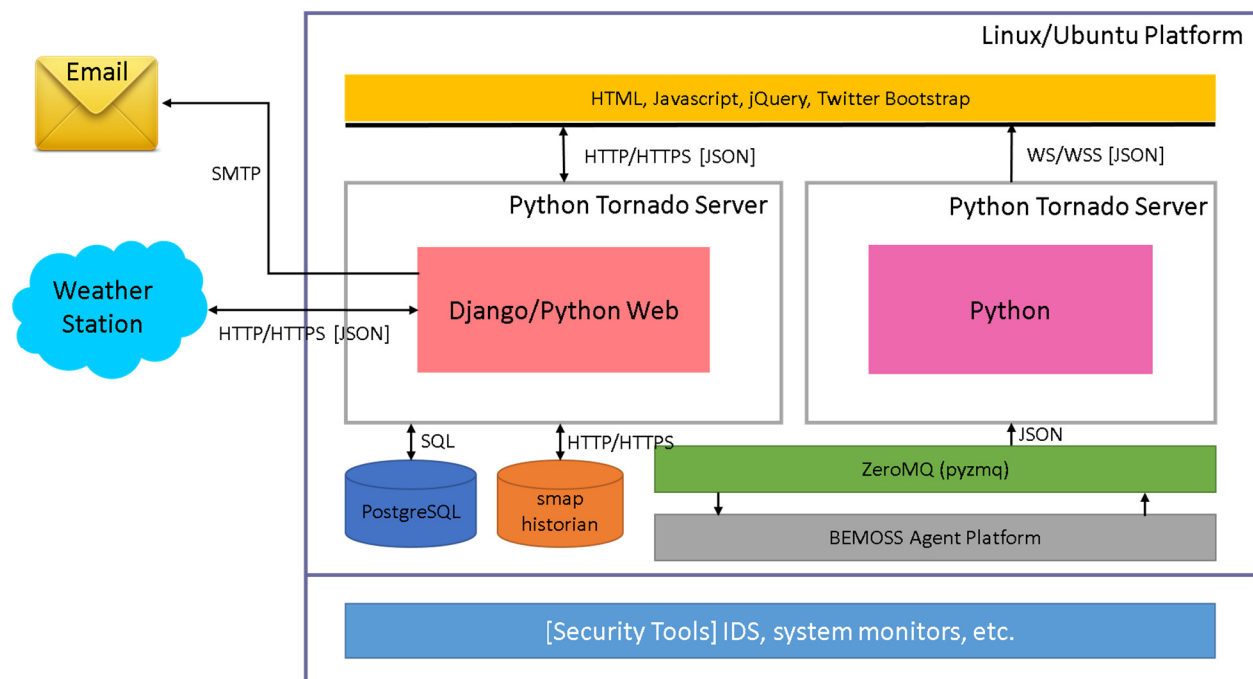 Linux/Ubuntu Platform
Email
HTML, Javascript, jQuery, Twitter Bootstrap
HTTP/HTTPS [JSON]
WS/WSS [JSON]
SMTP
Python Tornado Server
Python Tornado Server
Weather
Station
Django/Python Web
Python
HTTP/HTTPS [JSON]
SQL
HTTP/HTTPS
JSON
ZeroMQ (pyzmq)
PostgreSQL
smap
historian
BEMOSS Agent Platform
[Security Tools] IDS, system monitors, etc.